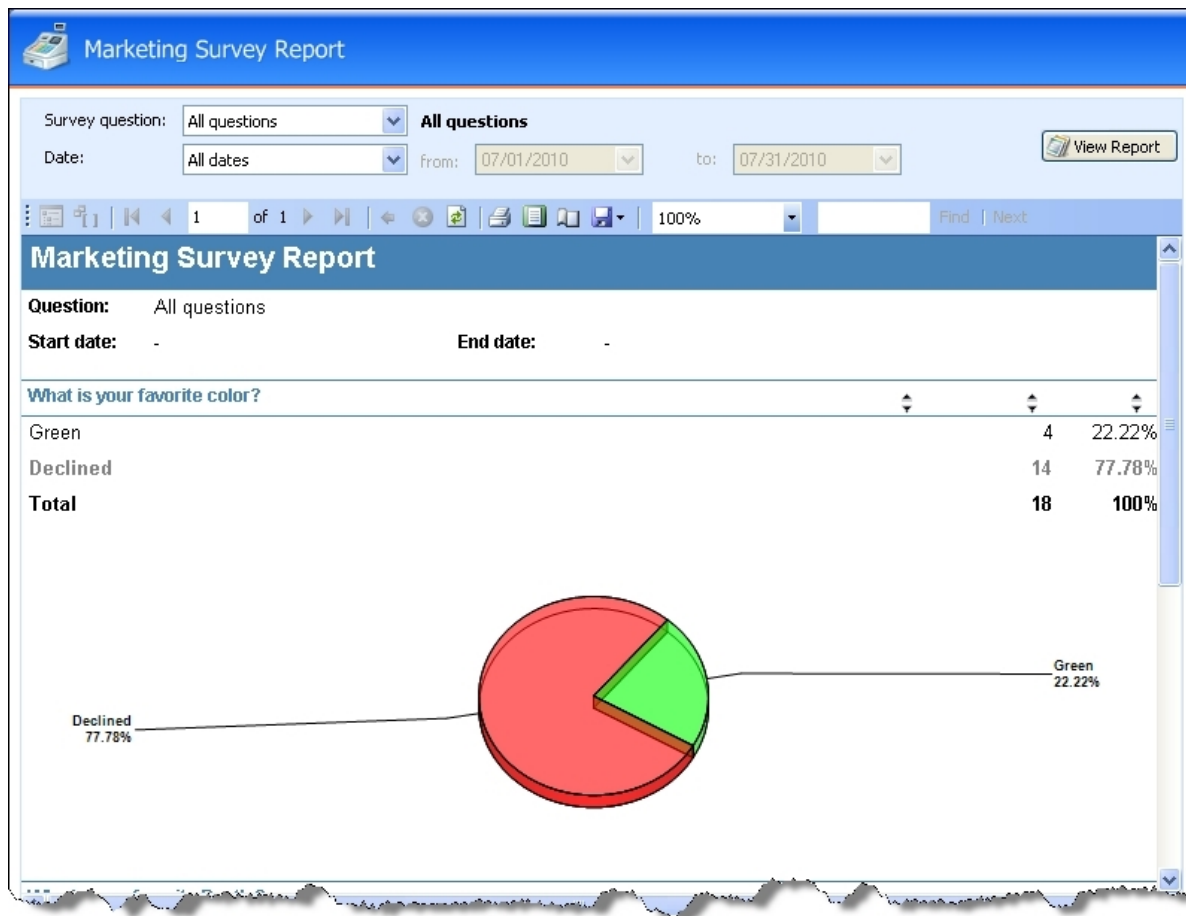 Marketing Survey Report
Survey question: All questions All questions
Date: All dates from: 07/01/2010 to: 07/31/2010
View Report
1 of 1 100% Find | Next
Marketing Survey Report
Question: All questions
Start date: - End date: -
What is your favorite color?
Green 4 22.22%
Declined 14 77.78%
Total 18 100%
Green
22.22%
Declined
77.78%